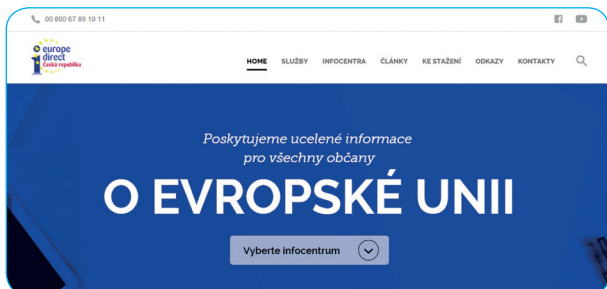 00 800 67 89 10 11
europe
direct
Česká republika
HOME SLUŽBY INFOCENTRA ČLÁNKY KE STAŽENÍ ODKAZY KONTAKTY
Poskytujeme ucelené informace
pro všechny občany
O EVROPSKÉ UNII
Vyberte infocentrum